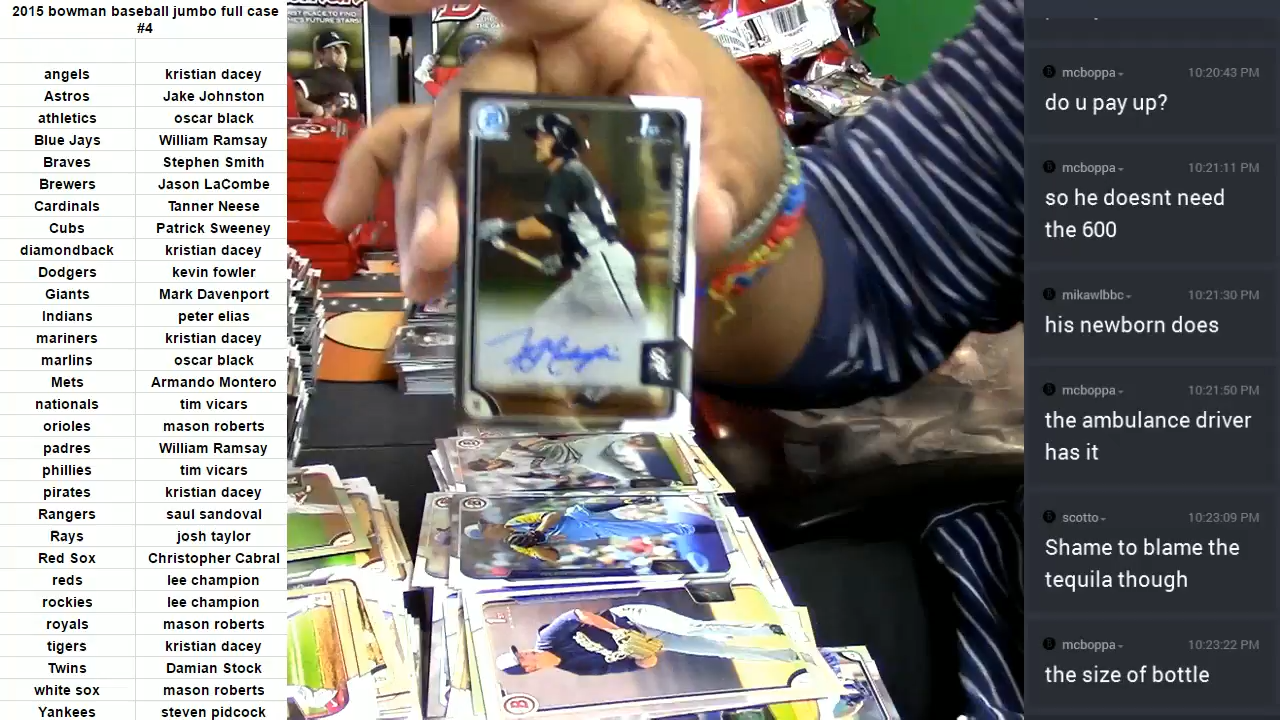 2015 bowman baseball jumbo full case
#4
angels kristian dacey
Astros Jake Johnston
athletics oscar black
Blue Jays William Ramsay
Braves Stephen Smith
Brewers Jason LaCombe
Cardinals Tanner Neese
Cubs Patrick Sweeney
diamondback kristian dacey
Dodgers kevin fowler
Giants Mark Davenport
Indians peter elias
mariners kristian dacey
marlins oscar black
Mets Armando Montero
nationals tim vicars
orioles mason roberts
padres William Ramsay
phillies tim vicars
pirates kristian dacey
Rangers saul sandoval
Rays josh taylor
Red Sox Christopher Cabral
reds lee champion
rockies lee champion
royals mason roberts
tigers kristian dacey
Twins Damian Stock
white sox mason roberts
Yankees steven pidcock
mcboppa 10:20:43 PM
do u pay up?
mcboppa 10:21:11 PM
so he doesnt need
the 600
mikawlbbc 10:21:30 PM
his newborn does
mcboppa 10:21:50 PM
the ambulance driver
has it
scotto 10:23:09 PM
Shame to blame the
tequila though
mcboppa 10:23:22 PM
the size of bottle